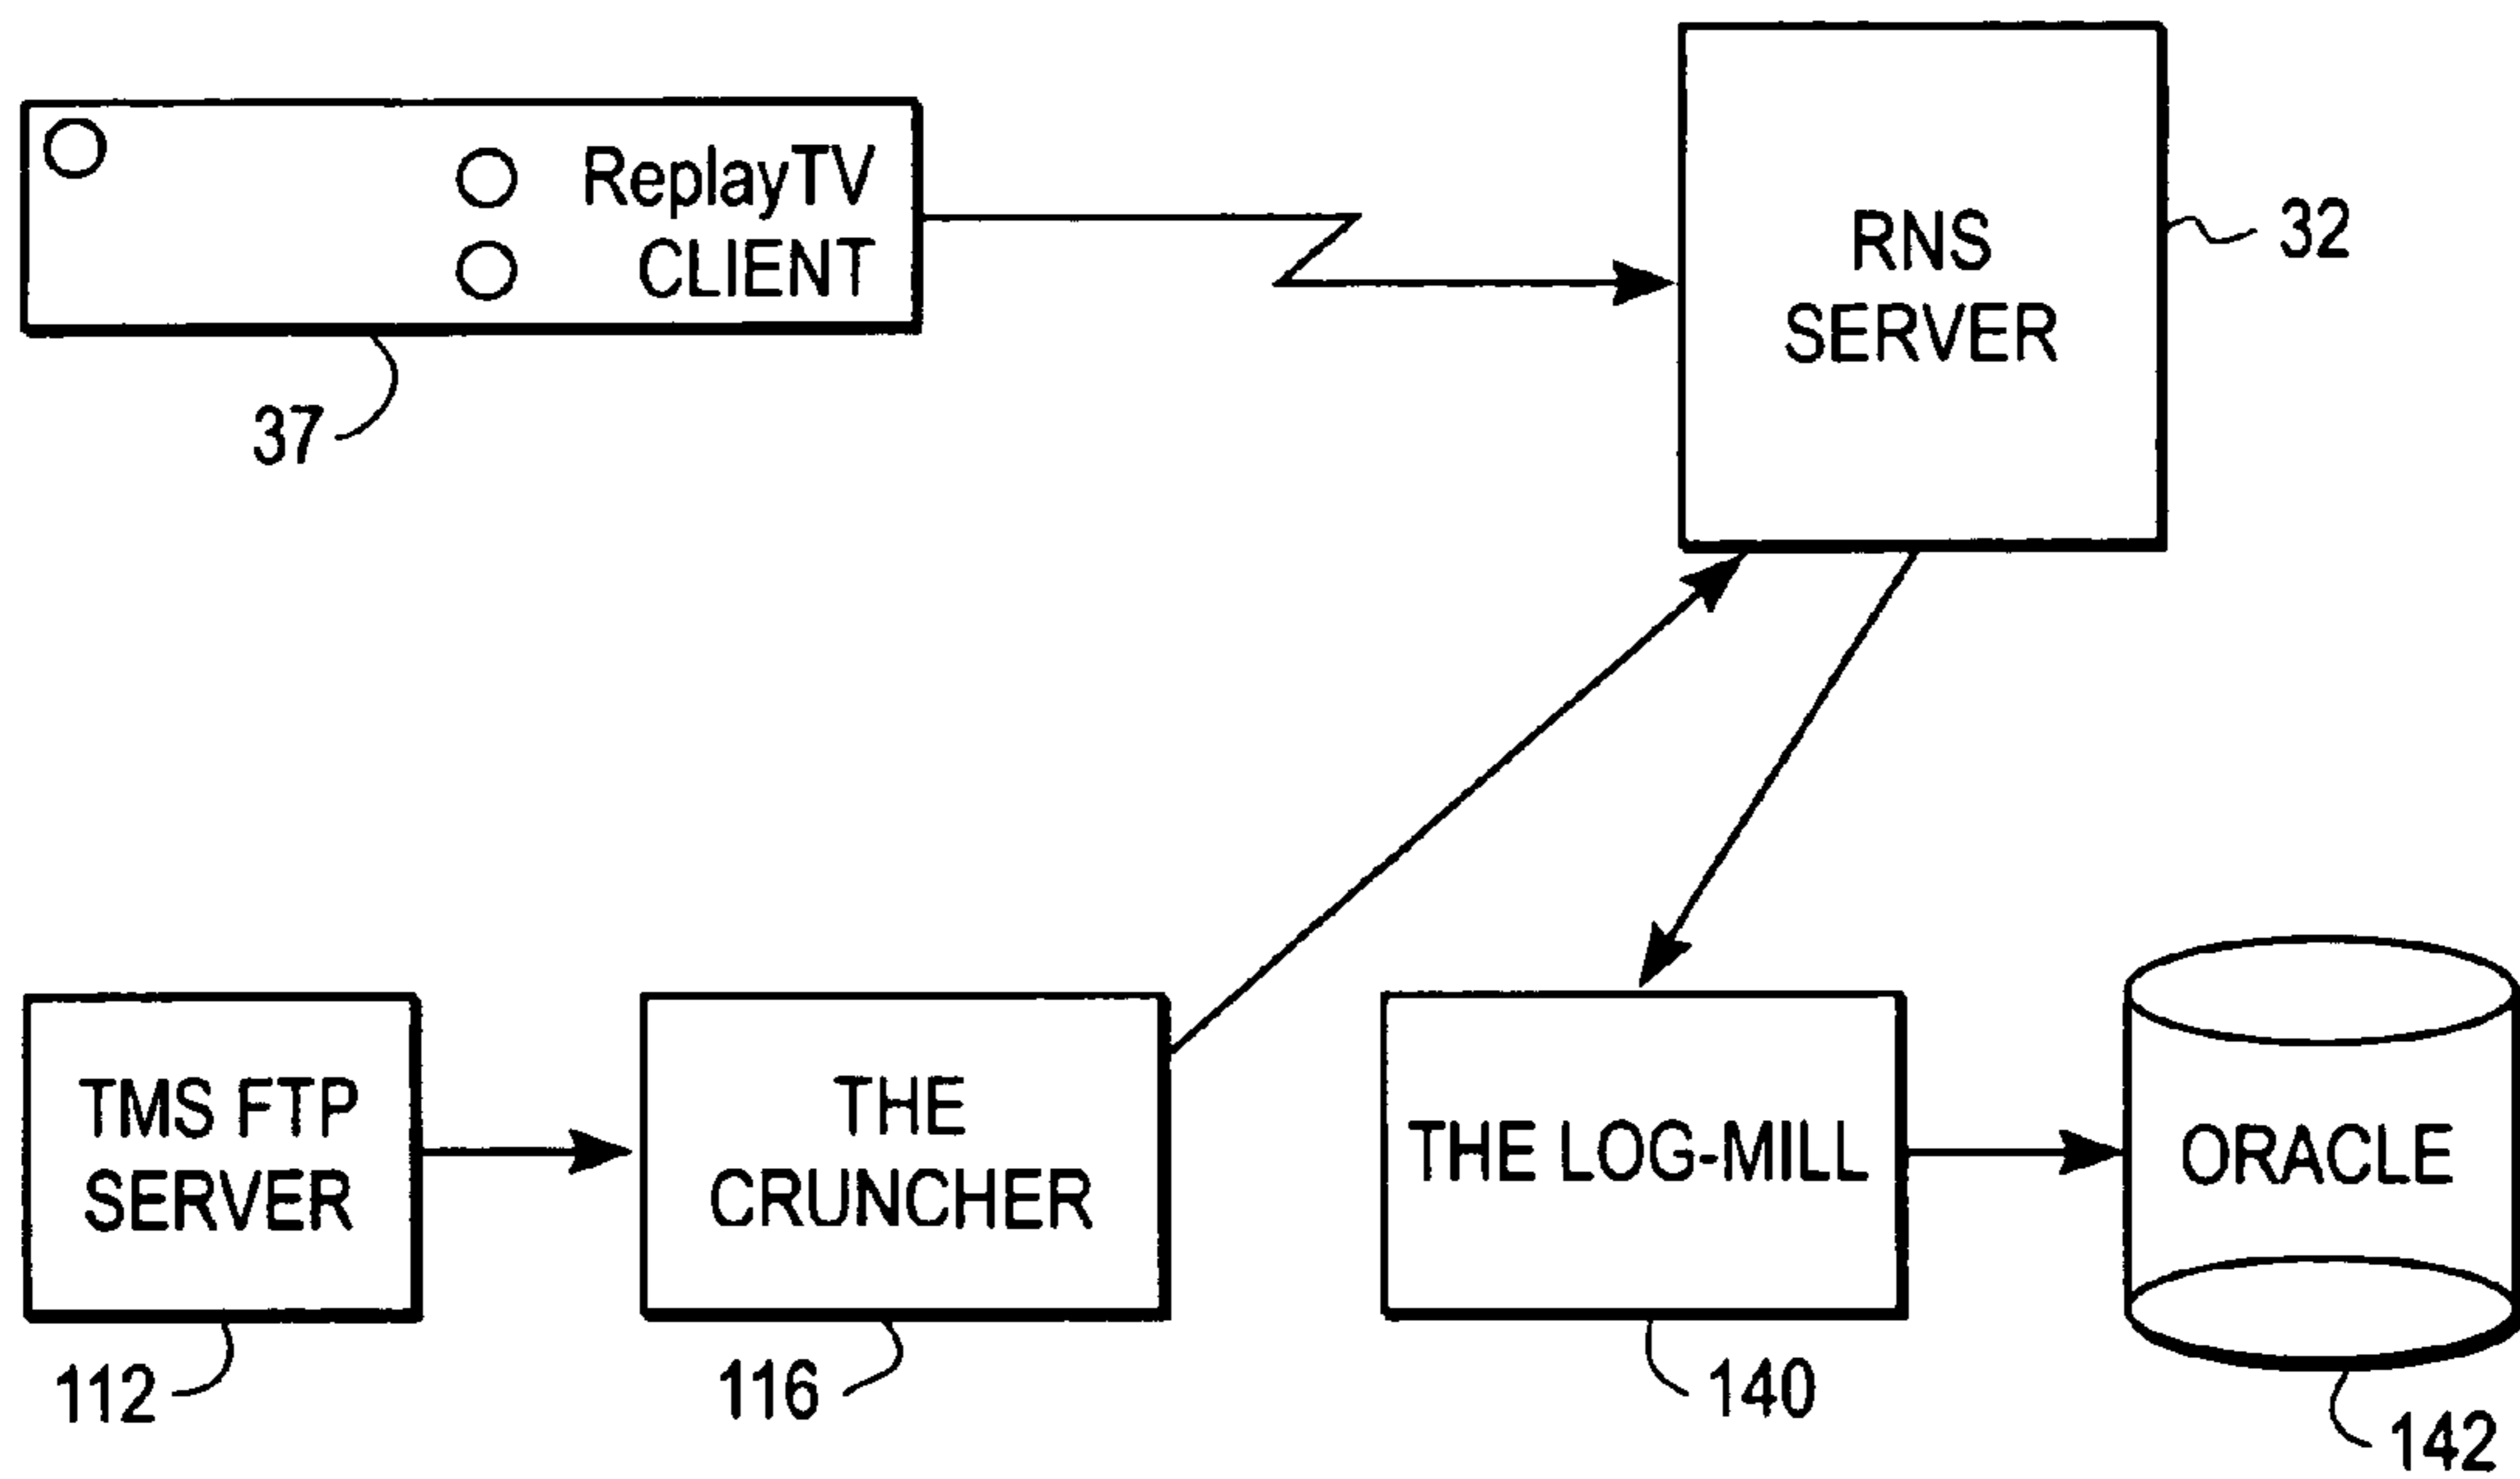 ReplayTV
CLIENT
37
RNS
SERVER
32
TMS FTP
SERVER
112
THE
CRUNCHER
116
THE LOG-MILL
140
ORACLE
142